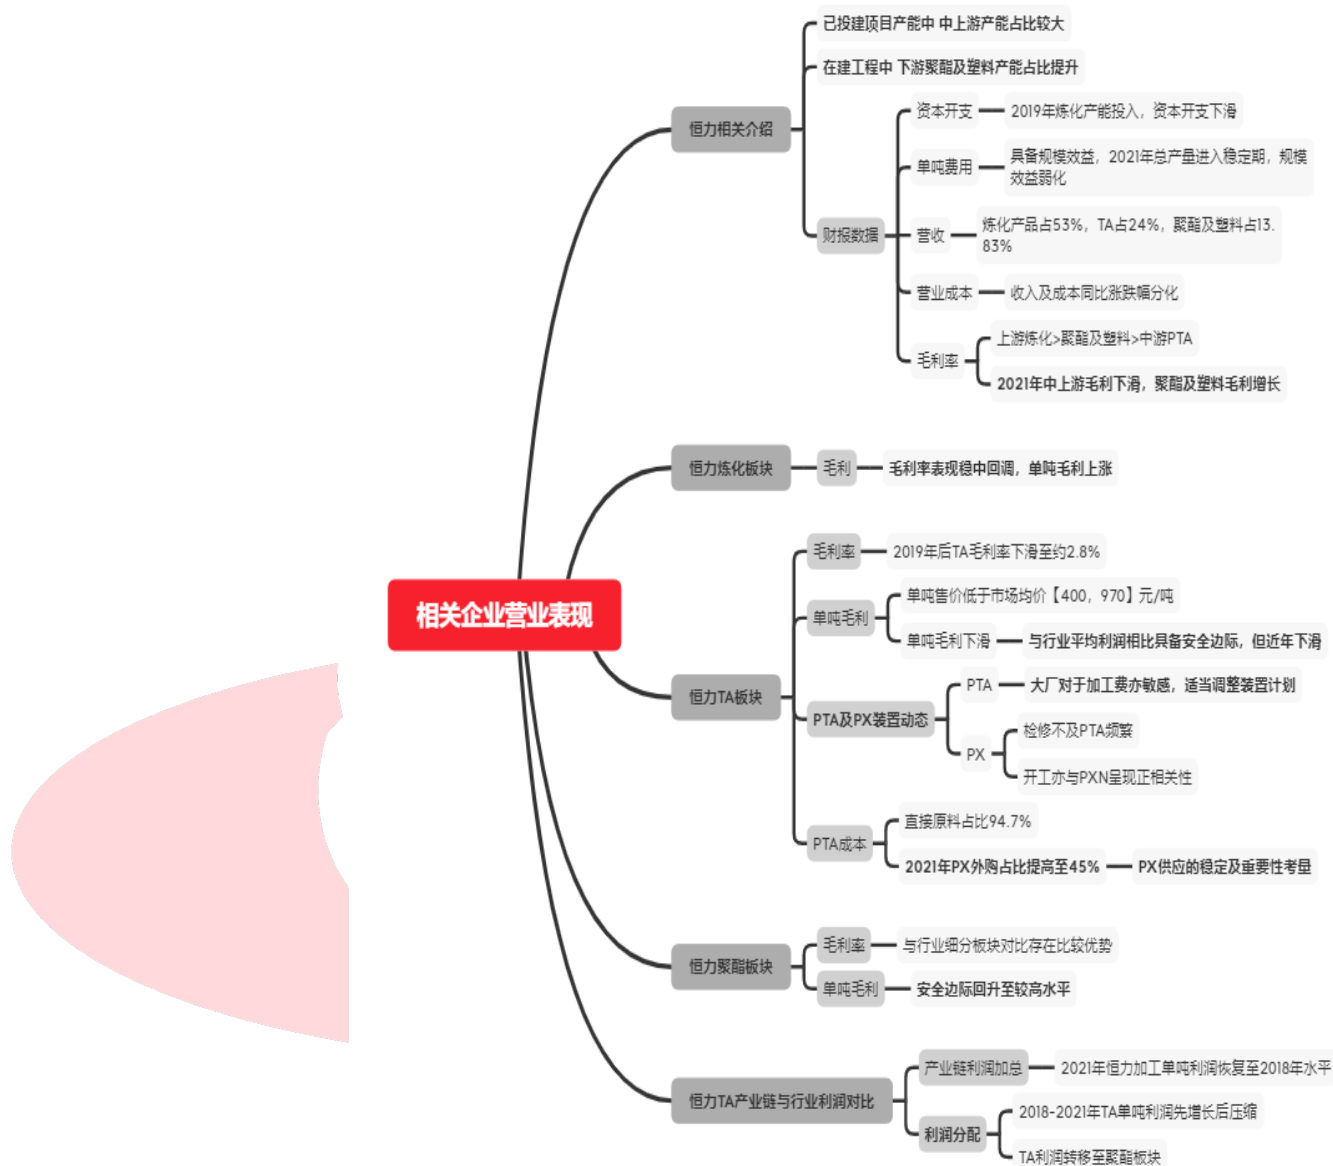 相关企业营业表现
恒力相关介绍
已投建项目产能中 中上游产能占比较大
在建工程中 下游聚酯及塑料产能占比提升
财报数据
资本开支
2019年炼化产能投入，资本开支下滑
单吨费用
具备规模效益，2021年总产量进入稳定期，规模
效益弱化
营收
炼化产品占53%，TA占24%，聚酯及塑料占13.
83%
营业成本
收入及成本同比涨跌幅分化
毛利率
上游炼化>聚酯及塑料>中游PTA
2021年中上游毛利下滑，聚酯及塑料毛利增长
恒力炼化板块
毛利
毛利率表现稳中回调，单吨毛利上涨
恒力TA板块
毛利率
2019年后TA毛利率下滑至约2.8%
单吨毛利
单吨售价低于市场均价【400，970】元/吨
单吨毛利下滑
与行业平均利润相比具备安全边际，但近年下滑
PTA及PX装置动态
PTA
大厂对于加工费亦敏感，适当调整装置计划
PX
检修不及PTA频繁
开工亦与PXN呈现正相关性
PTA成本
直接原料占比94.7%
2021年PX外购占比提高至45%
PX供应的稳定及重要性考量
恒力聚酯板块
毛利率
与行业细分板块对比存在比较优势
单吨毛利
安全边际回升至较高水平
恒力TA产业链与行业利润对比
产业链利润加总
2021年恒力加工单吨利润恢复至2018年水平
利润分配
2018-2021年TA单吨利润先增长后压缩
TA利润转移至聚酯板块